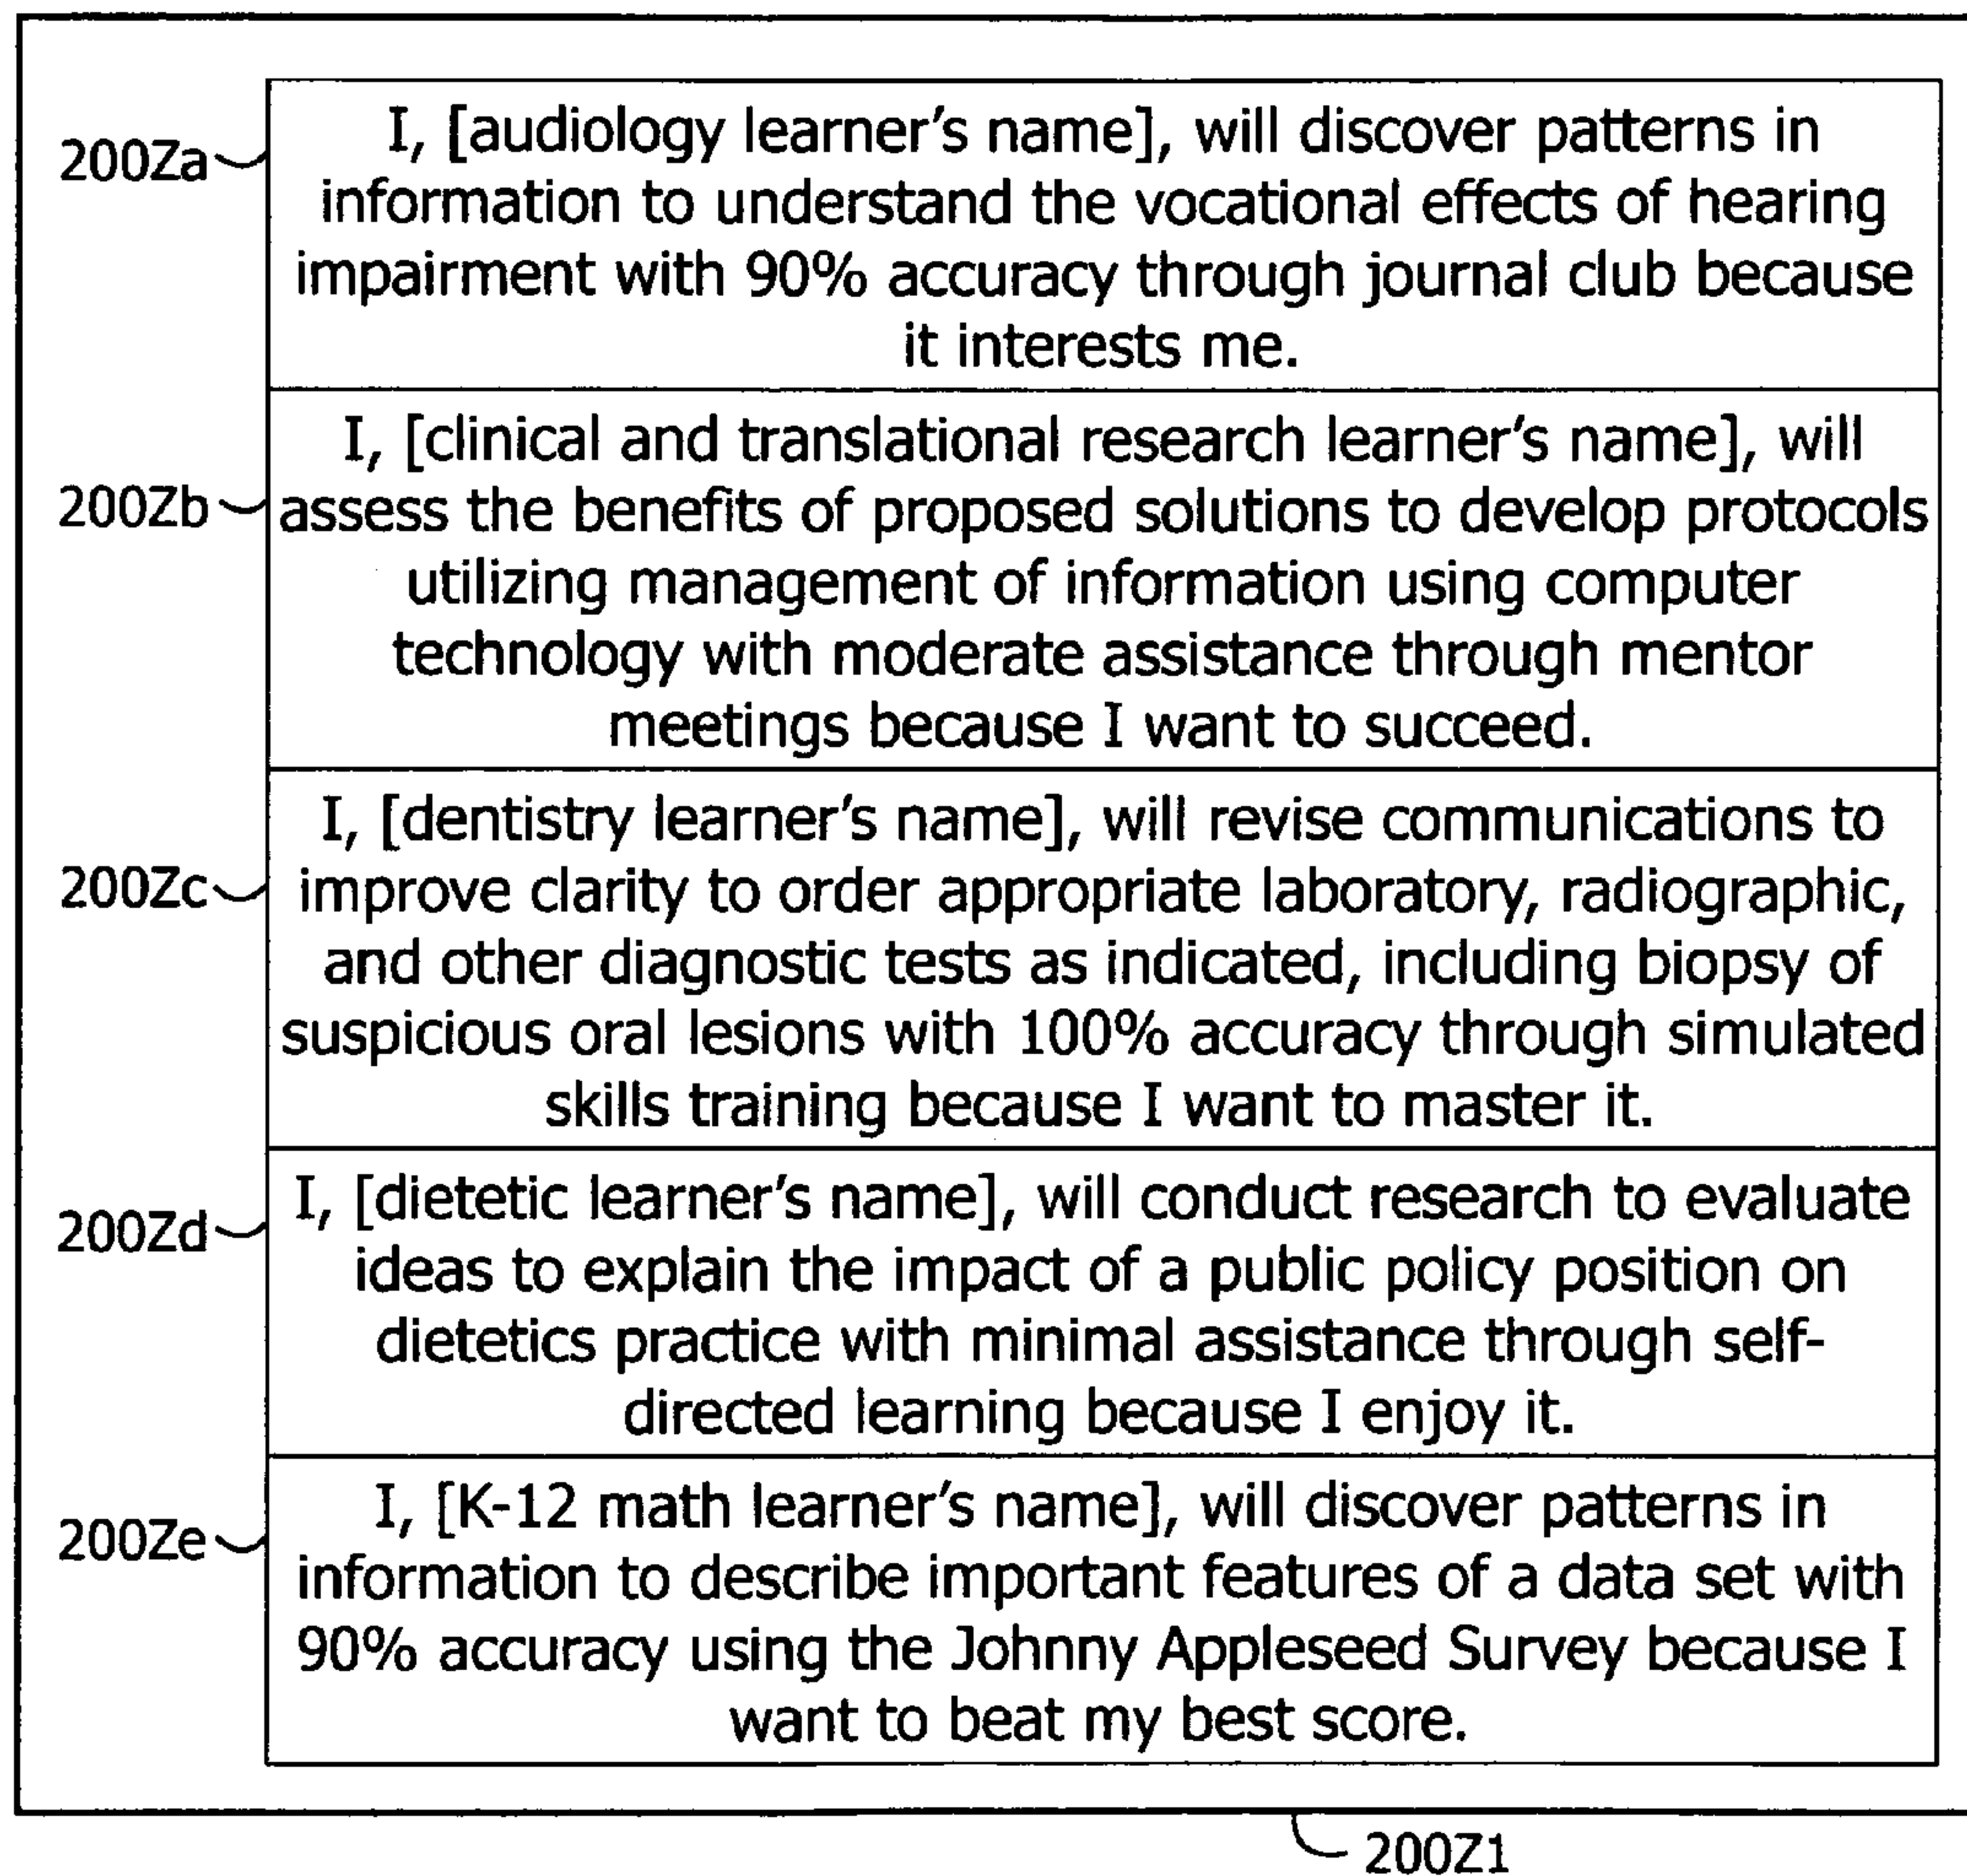 200Za
I, [audiology learner's name], will discover patterns in
information to understand the vocational effects of hearing
impairment with 90% accuracy through journal club because
it interests me.
200Zb
I, [clinical and translational research learner's name], will
assess the benefits of proposed solutions to develop protocols
utilizing management of information using computer
technology with moderate assistance through mentor
meetings because I want to succeed.
200Zc
I, [dentistry learner's name], will revise communications to
improve clarity to order appropriate laboratory, radiographic,
and other diagnostic tests as indicated, including biopsy of
suspicious oral lesions with 100% accuracy through simulated
skills training because I want to master it.
200Zd
I, [dietetic learner's name], will conduct research to evaluate
ideas to explain the impact of a public policy position on
dietetics practice with minimal assistance through self-
directed learning because I enjoy it.
200Ze
I, [K-12 math learner's name], will discover patterns in
information to describe important features of a data set with
90% accuracy using the Johnny Appleseed Survey because I
want to beat my best score.
200Z1